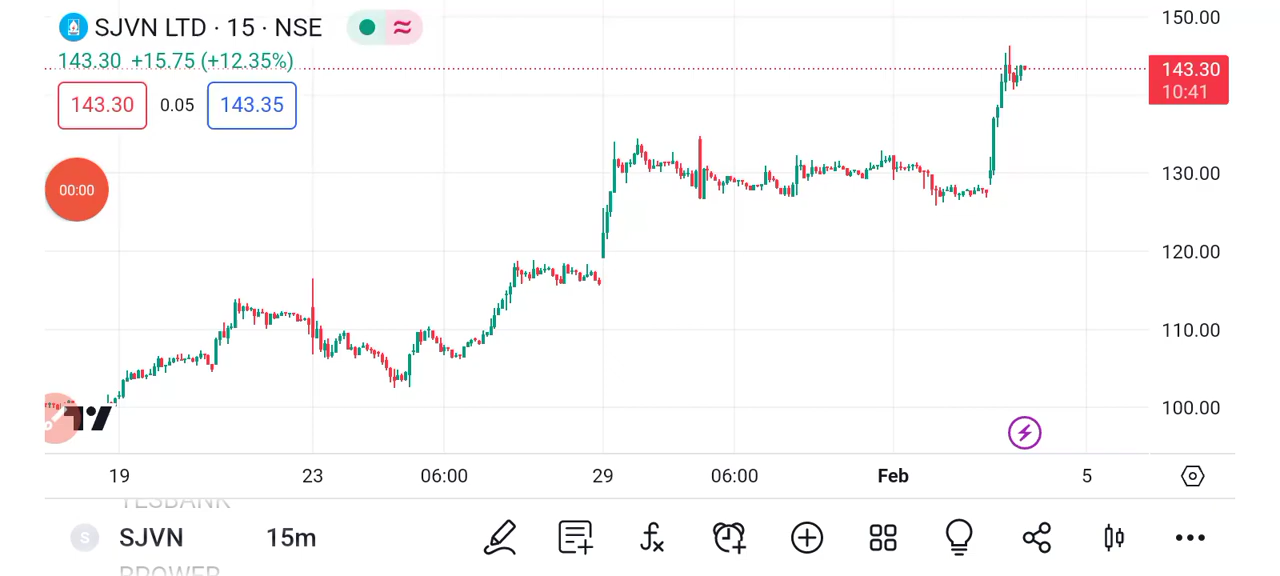 SJVN LTD · 15 · NSE
143.30 +15.75 (+12.35%)
143.30 0.05 143.35
00:00
150.00
143.30
10:41
130.00
120.00
110.00
100.00
19 23 06:00 29 06:00 Feb 5
YESBANK
S SJVN 15m
RPOWER